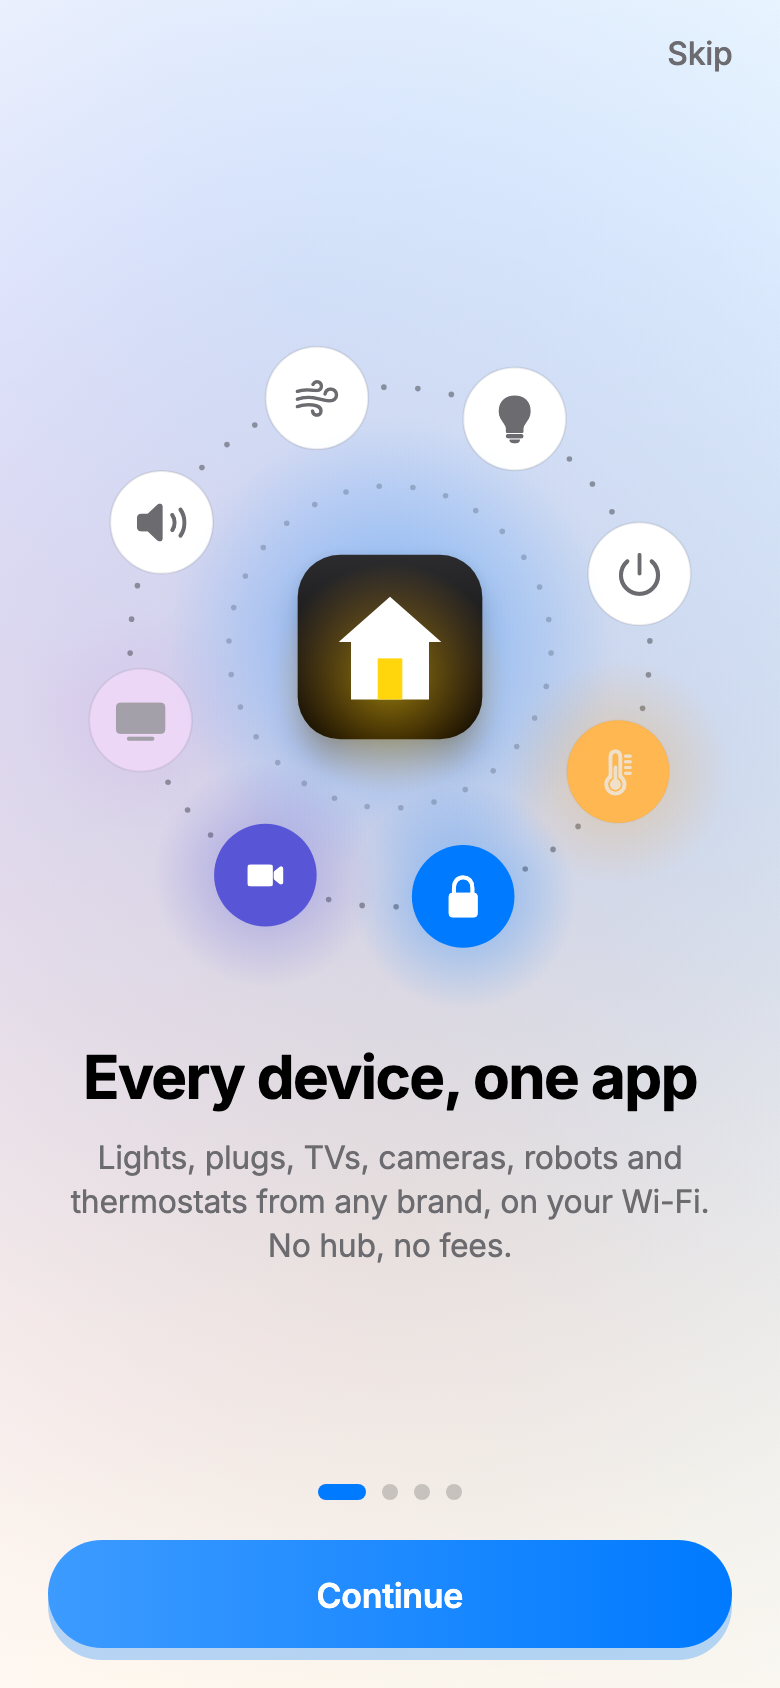 Skip
Every device, one app
Lights, plugs, TVs, cameras, robots and
thermostats from any brand, on your Wi-Fi.
No hub, no fees.
Continue